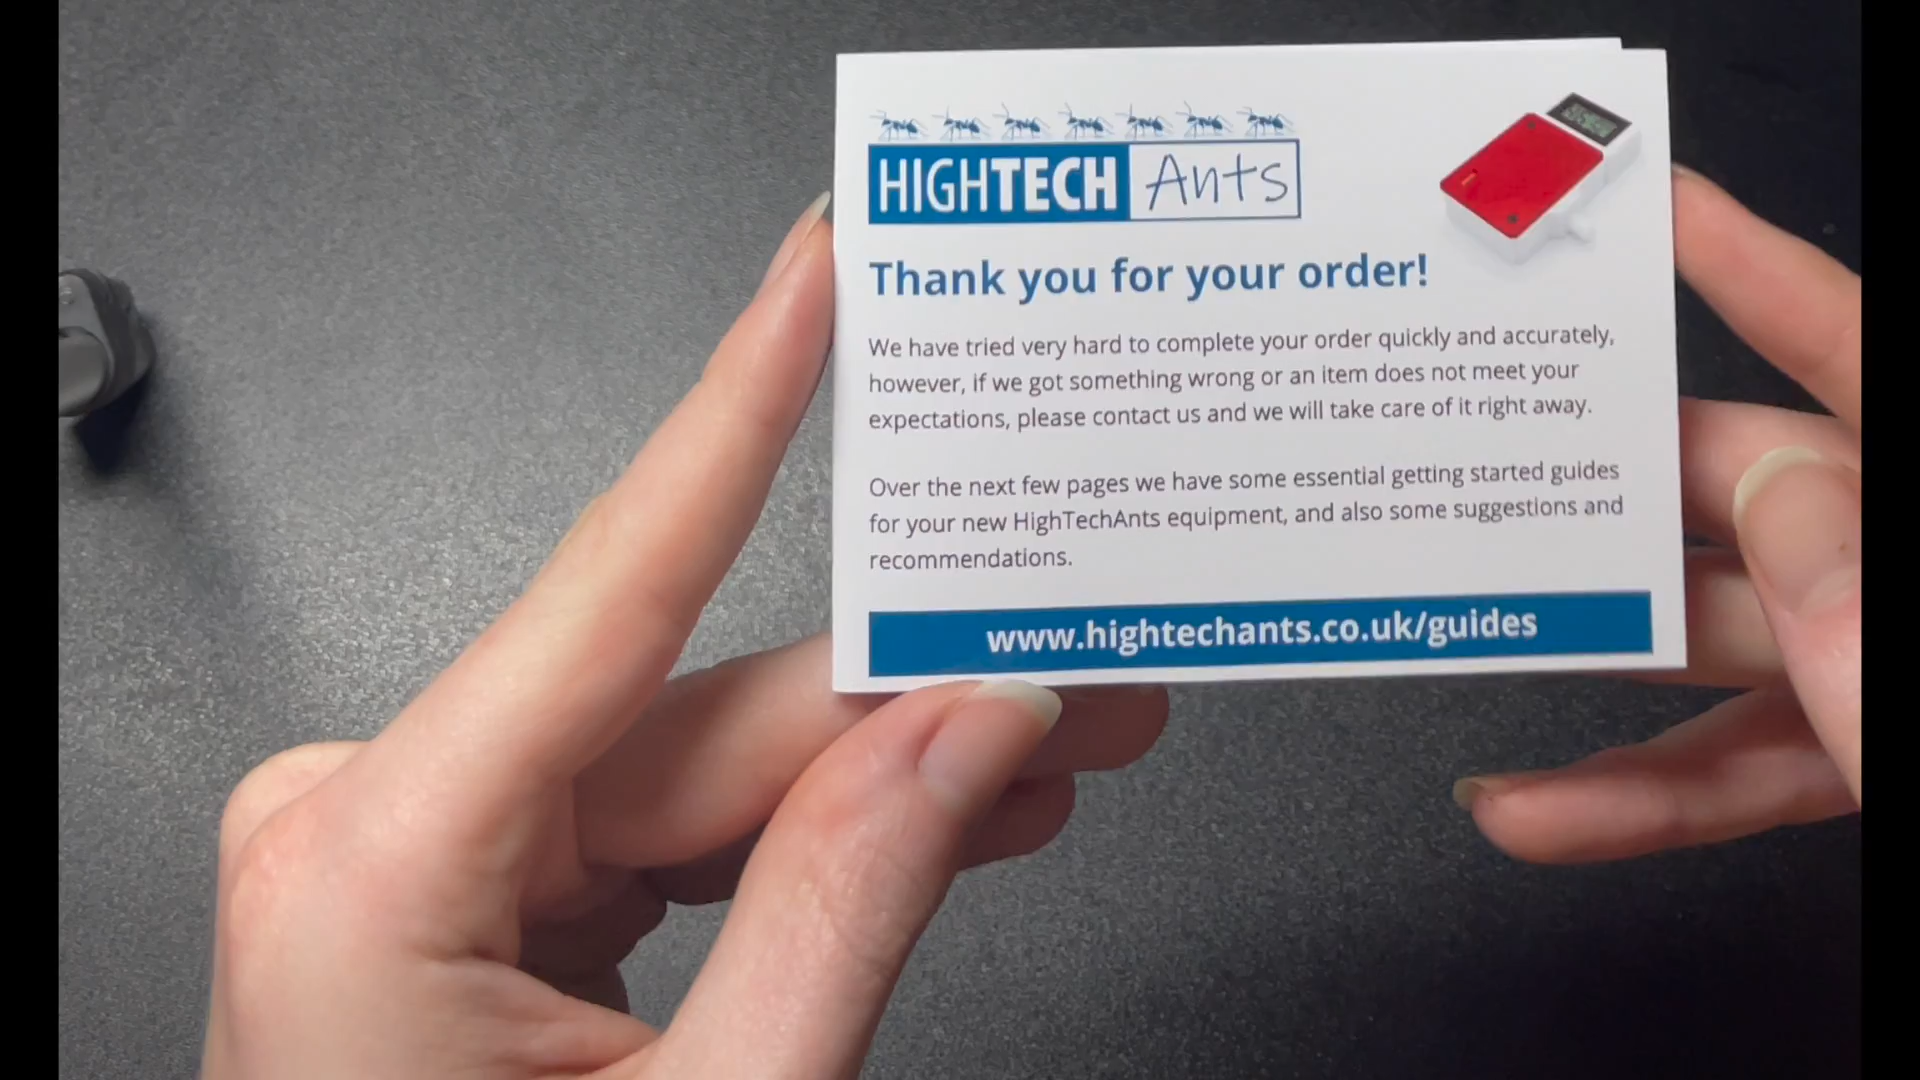 HIGHTECH Ants
Thank you for your order!
We have tried very hard to complete your order quickly and accurately,
however, if we got something wrong or an item does not meet your
expectations, please contact us and we will take care of it right away.
Over the next few pages we have some essential getting started guides
for your new HighTechAnts equipment, and also some suggestions and
recommendations.
www.hightechants.co.uk/guides